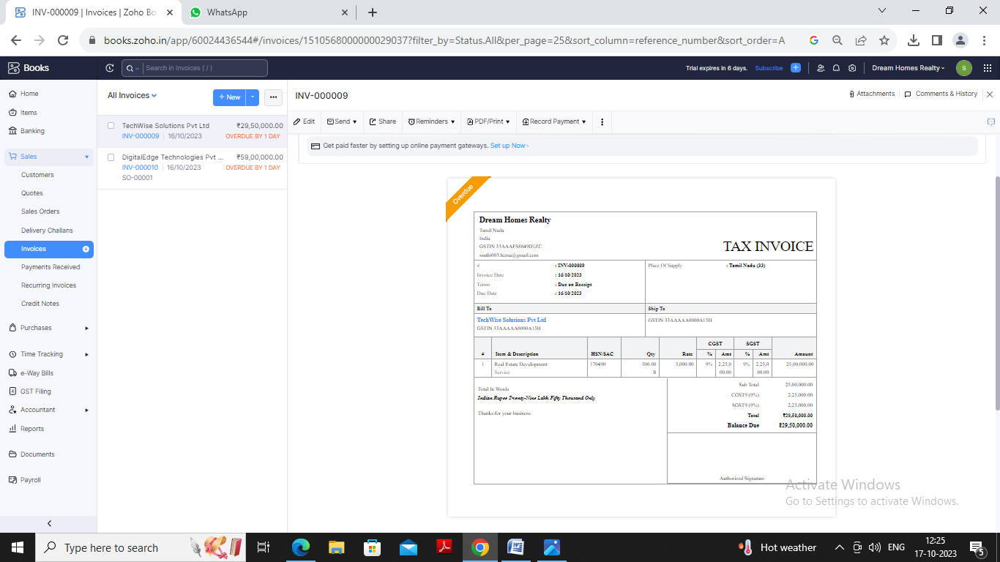 INV-000009 | Invoices | Zoho Bo
WhatsApp
books.zoho.in/app/60024436544#/invoices/1510568000000029037?filter_by=Status.All&per_page=25&sort_column=reference_number&sort_order=A
Books
Search in Invoices ( / )
Trial expires in 6 days. Subscribe
Dream Homes Realty
S
Home
Items
Banking
Sales
Customers
Quotes
Sales Orders
Delivery Challans
Invoices
Payments Received
Recurring Invoices
Credit Notes
Purchases
Time Tracking
e-Way Bills
GST Filing
Accountant
Reports
Documents
Payroll
All Invoices
+ New
TechWise Solutions Pvt Ltd ₹29,50,000.00
INV-000009 | 16/10/2023 OVERDUE BY 1 DAY
DigitalEdge Technologies Pvt ... ₹59,00,000.00
INV-000010 | 16/10/2023 OVERDUE BY 1 DAY
SO-00001
INV-000009
Attachments
Comments & History
Edit
Send
Share
Reminders
PDF/Print
Record Payment
Get paid faster by setting up online payment gateways. Set up Now
Overdue
Dream Homes Realty
Tamil Nadu
India
GSTIN 33AAAFS8849D1ZC
TAX INVOICE
# : INV-000009
Invoice Date : 16/10/2023
Terms : Due on Receipt
Due Date : 16/10/2023
Place Of Supply : Tamil Nadu (33)
Bill To
Ship To
TechWise Solutions Pvt Ltd
GSTIN 33AAAAA0000A15H
GSTIN 33AAAAA0000A15H
CGST SGST
# Item & Description HSN/SAC Qty Rate % Amt % Amt Amount
1 Real Estate Development 170490 500.00 5,000.00 9% 2,25,0 9% 2,25,0 25,00,000.00
Service ft 00.00 00.00
Total In Words
Indian Rupee Twenty-Nine Lakh Fifty Thousand Only
Thanks for your business.
Sub Total 25,00,000.00
CGST9 (9%) 2,25,000.00
SGST9 (9%) 2,25,000.00
Total ₹29,50,000.00
Balance Due ₹29,50,000.00
Authorized Signature
Activate Windows
Go to Settings to activate Windows.
Type here to search
Hot weather
ENG
12:25
17-10-2023
5